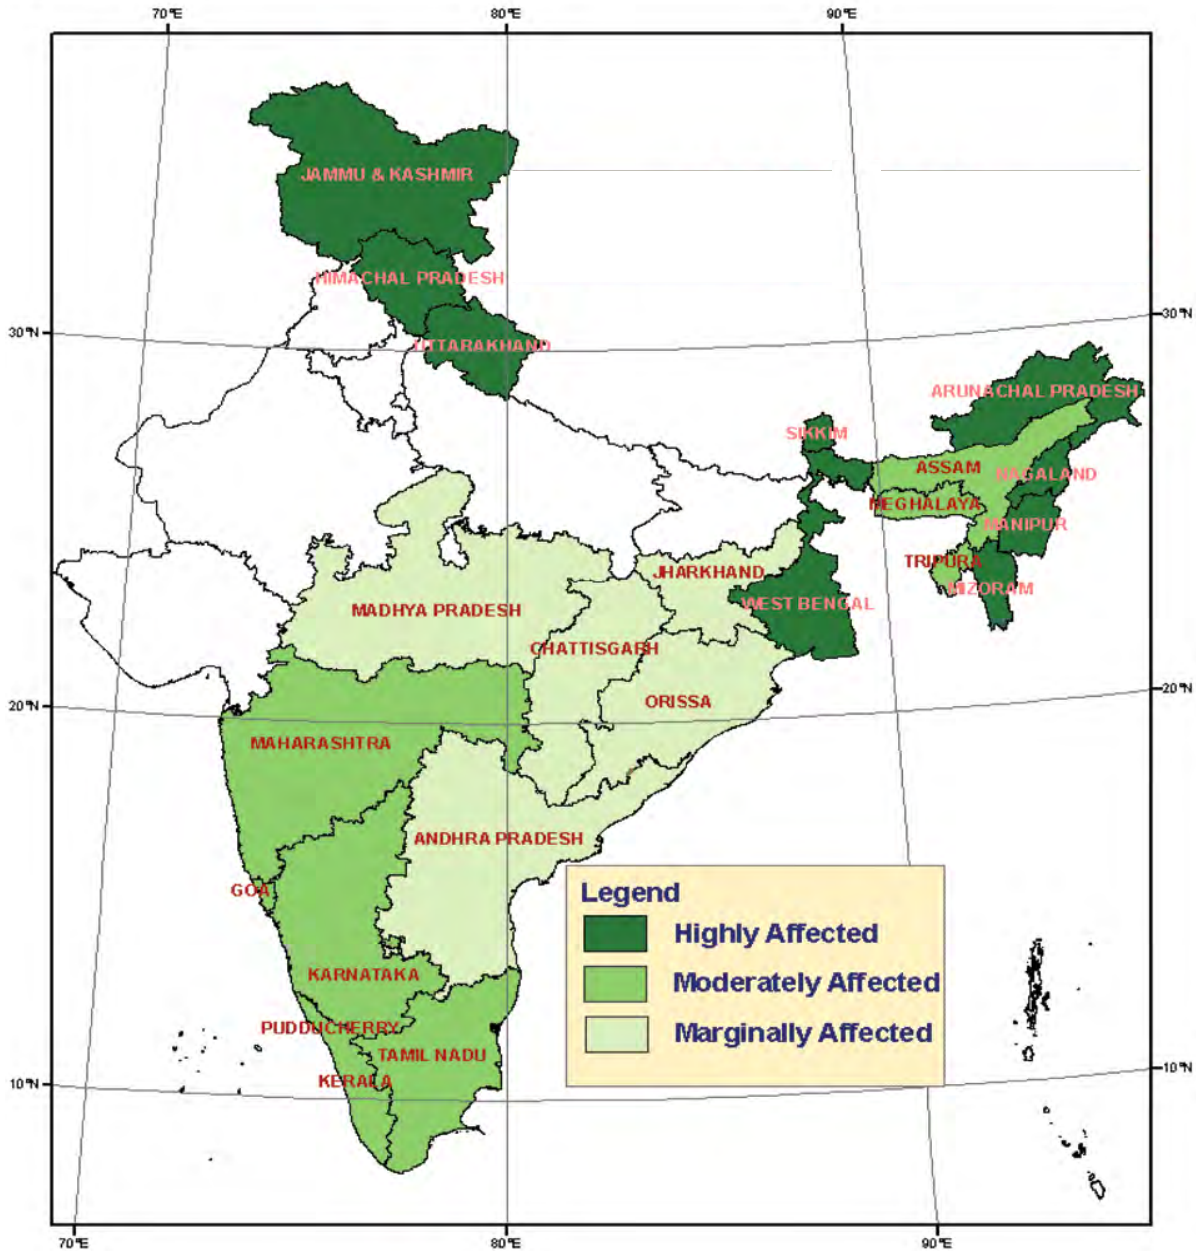 70°E 80°E 90°E
JAMMU & KASHMIR
HIMACHAL PRADESH
30°N 30°N
UTTARAKHAND
ARUNACHAL PRADESH
SIKKIM
ASSAM
NAGALAND
MEGHALAYA
MANIPUR
TRIPURA
JHARKHAND
MIZORAM
MADHYA PRADESH
WEST BENGAL
CHATTISGARH
20°N 20°N
ORISSA
MAHARASHTRA
ANDHRA PRADESH
GOA
Legend
Highly Affected
KARNATAKA
Moderately Affected
PUDDUCHERRY
Marginally Affected
TAMIL NADU
KERALA
10°N 10°N
70°E 80°E 90°E